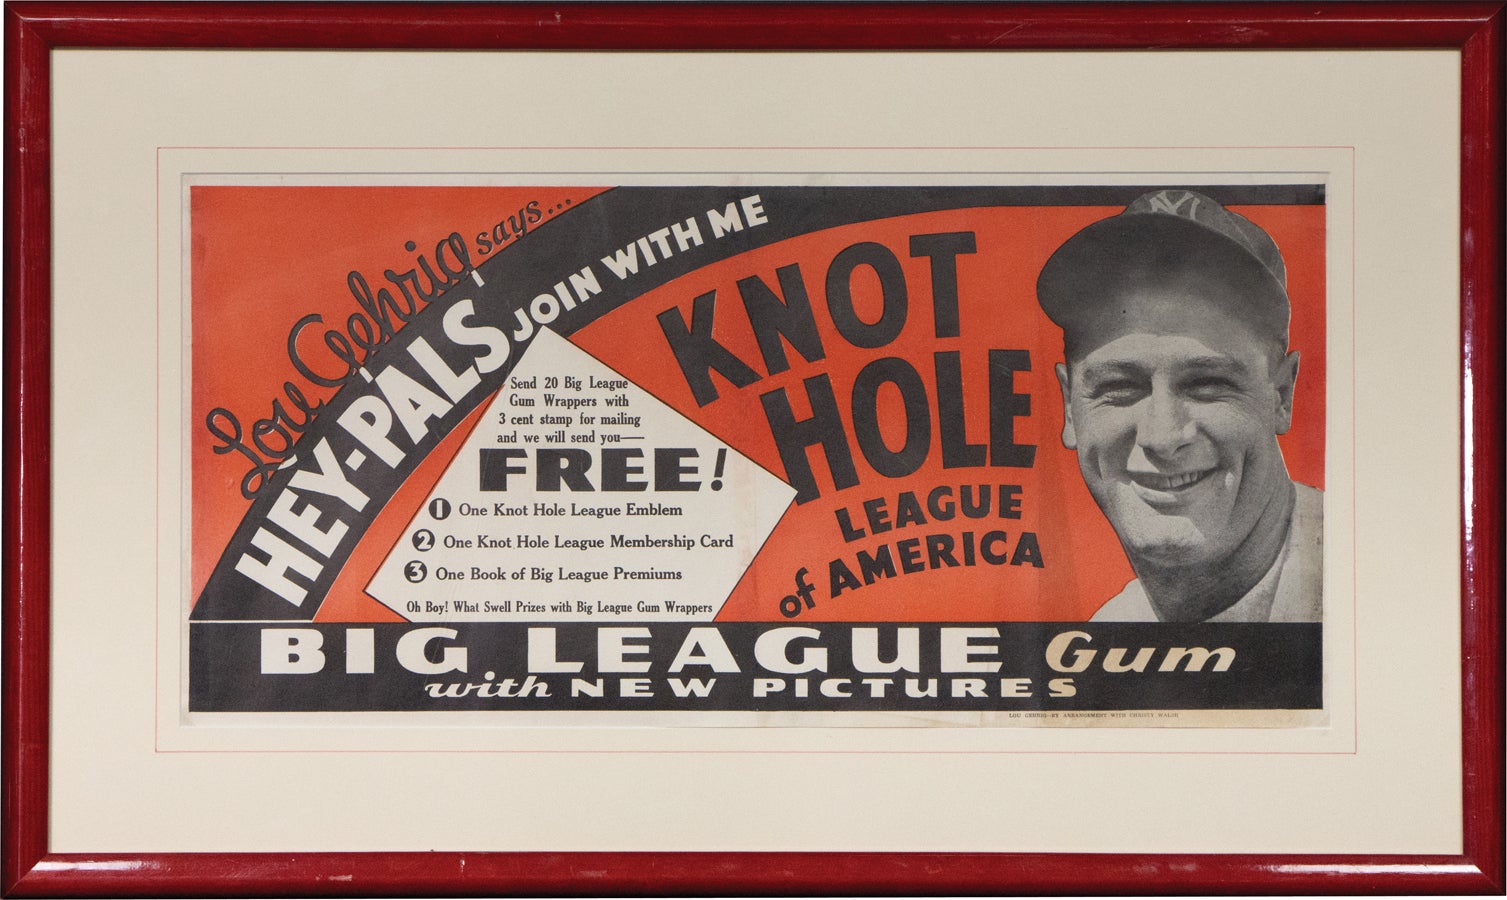 Lou Gehrig says...
HEY-PALS! JOIN WITH ME
NY
KNOT
HOLE
LEAGUE
of AMERICA
Send 20 Big League
Gum Wrappers with
3 cent stamp for mailing
and we will send you—
FREE!
1 One Knot Hole League Emblem
2 One Knot Hole League Membership Card
3 One Book of Big League Premiums
Oh Boy! What Swell Prizes with Big League Gum Wrappers
BIG LEAGUE Gum
with NEW PICTURES
LOU GEHRIG—BY ARRANGEMENT WITH CHRISTY WALSH